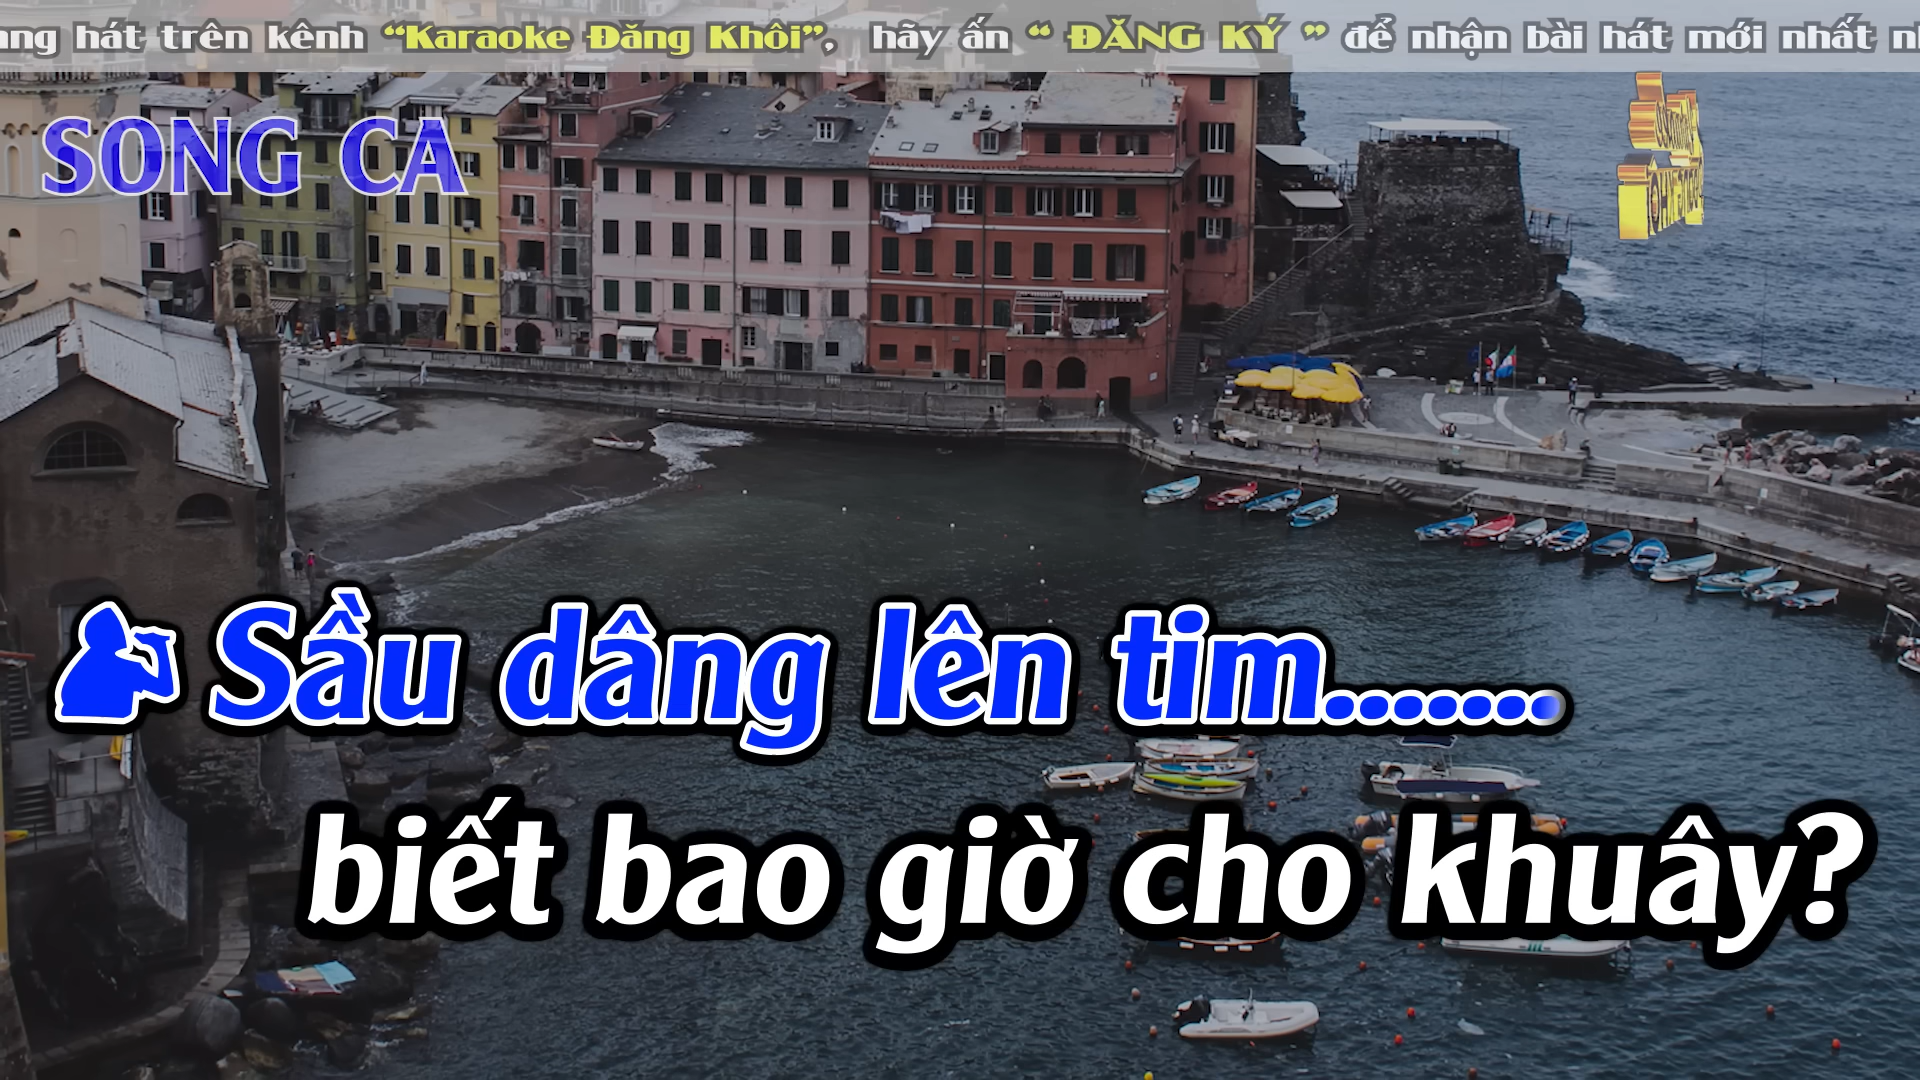 hát trên kênh “Karaoke Đăng Khôi”, hãy ấn “ ĐĂNG KÝ ” để nhận bài hát mới nhất
SONG CA
Sầu dâng lên tim.......
biết bao giờ cho khuây?